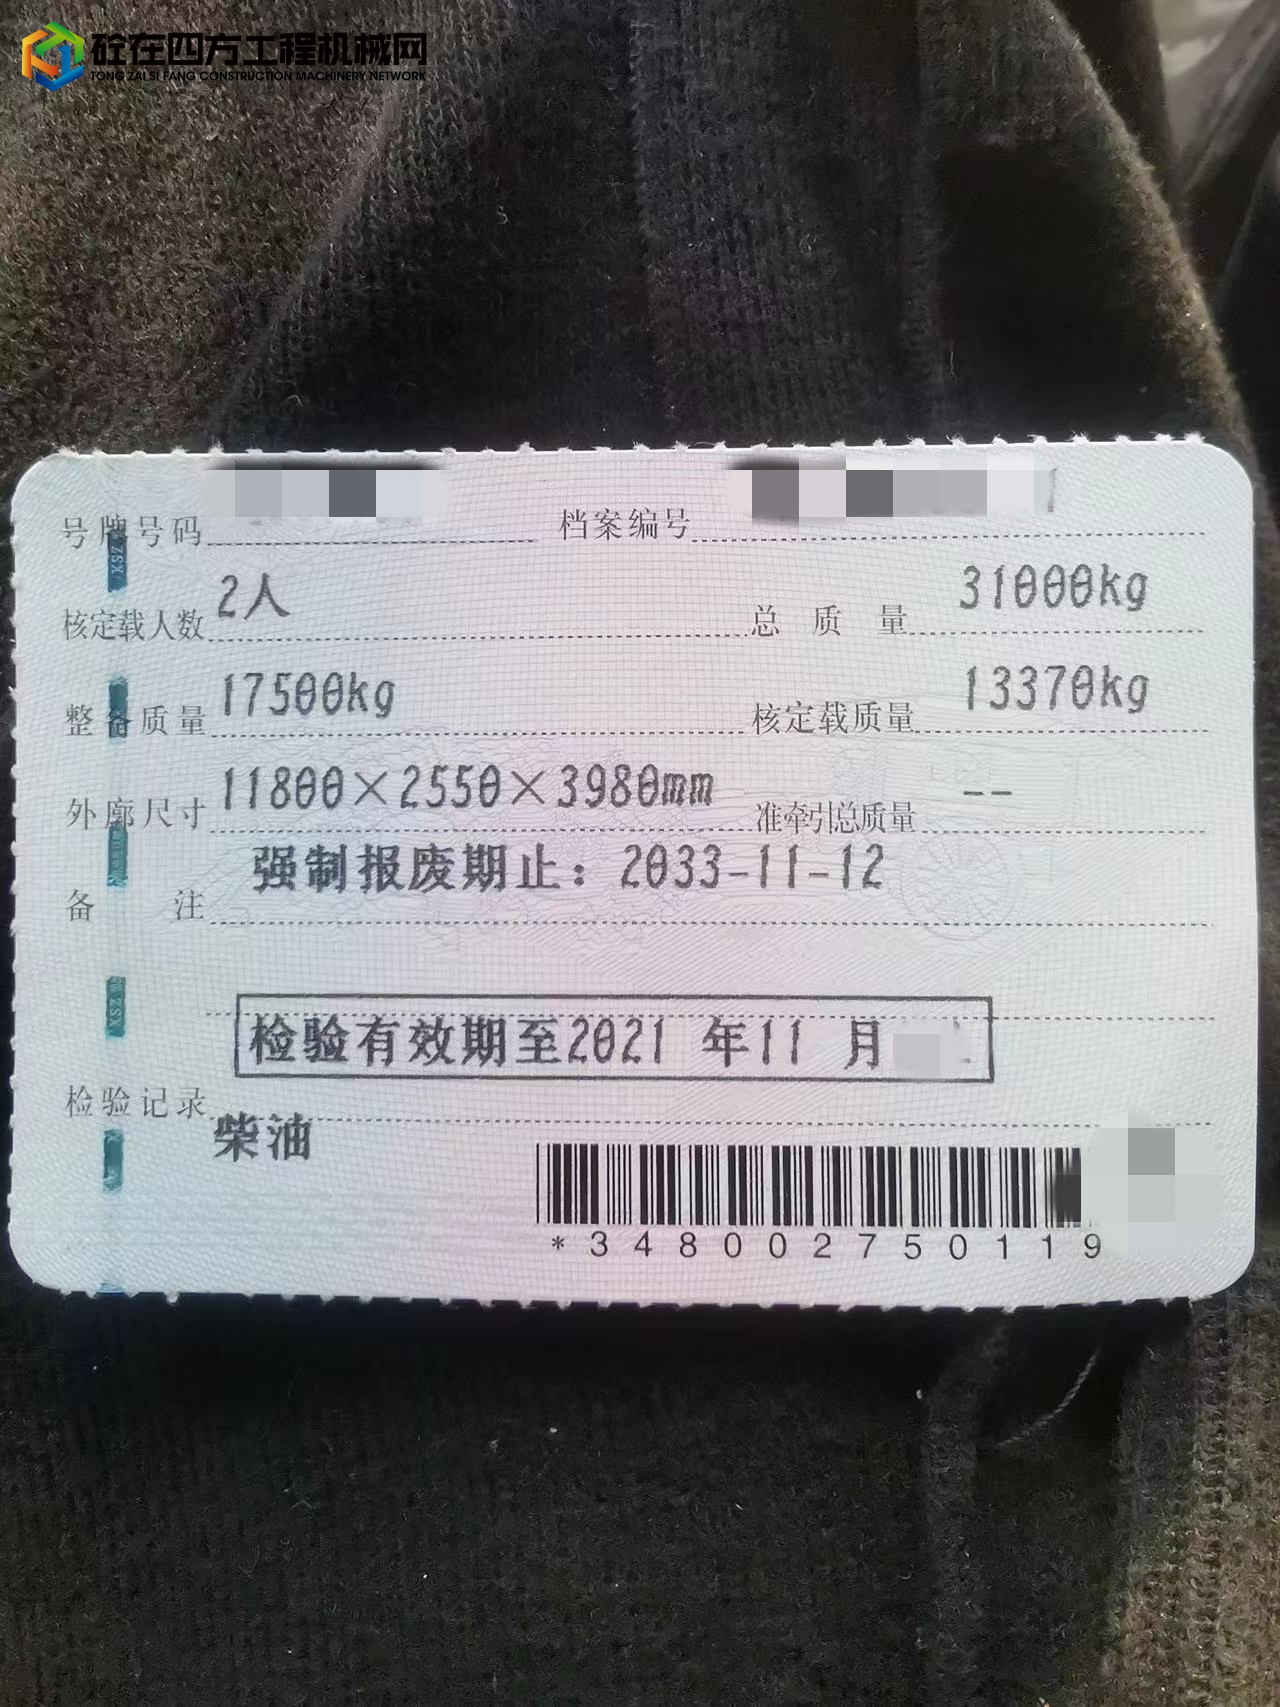 砼在四方工程机械网
TONG ZAI SI FANG CONSTRUCTION MACHINERY NETWORK
号牌号码 档案编号
核定载人数 2人 总质量 31000kg
整备质量 17500kg 核定载质量 13370kg
外廓尺寸 11800×2550×3980mm 准牵引总质量 --
备注 强制报废期止：2033-11-12
检验有效期至2021 年11 月
检验记录
柴油
*348002750119